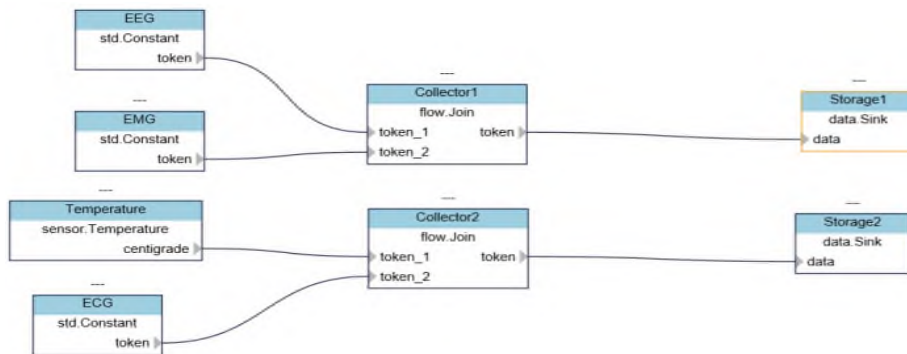 EEG
std.Constant
token
---
EMG
std.Constant
token
---
Collector1
flow.Join
token_1 token
token_2
---
Storage1
data.Sink
data
---
Temperature
sensor.Temperature
centigrade
---
ECG
std.Constant
token
---
Collector2
flow.Join
token_1 token
token_2
---
Storage2
data.Sink
data